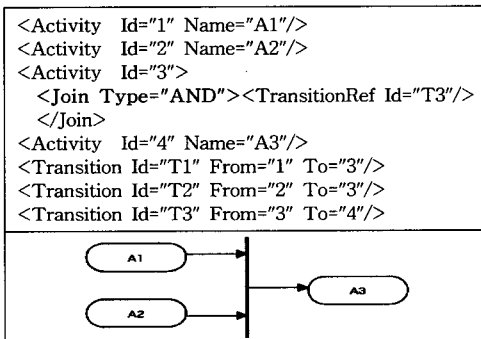 <Activity Id="1" Name="A1"/>
<Activity Id="2" Name="A2"/>
<Activity Id="3">
<Join Type="AND"><TransitionRef Id="T3"/>
</Join>
<Activity Id="4" Name="A3"/>
<Transition Id="T1" From="1" To="3"/>
<Transition Id="T2" From="2" To="3"/>
<Transition Id="T3" From="3" To="4"/>
A1
A3
A2